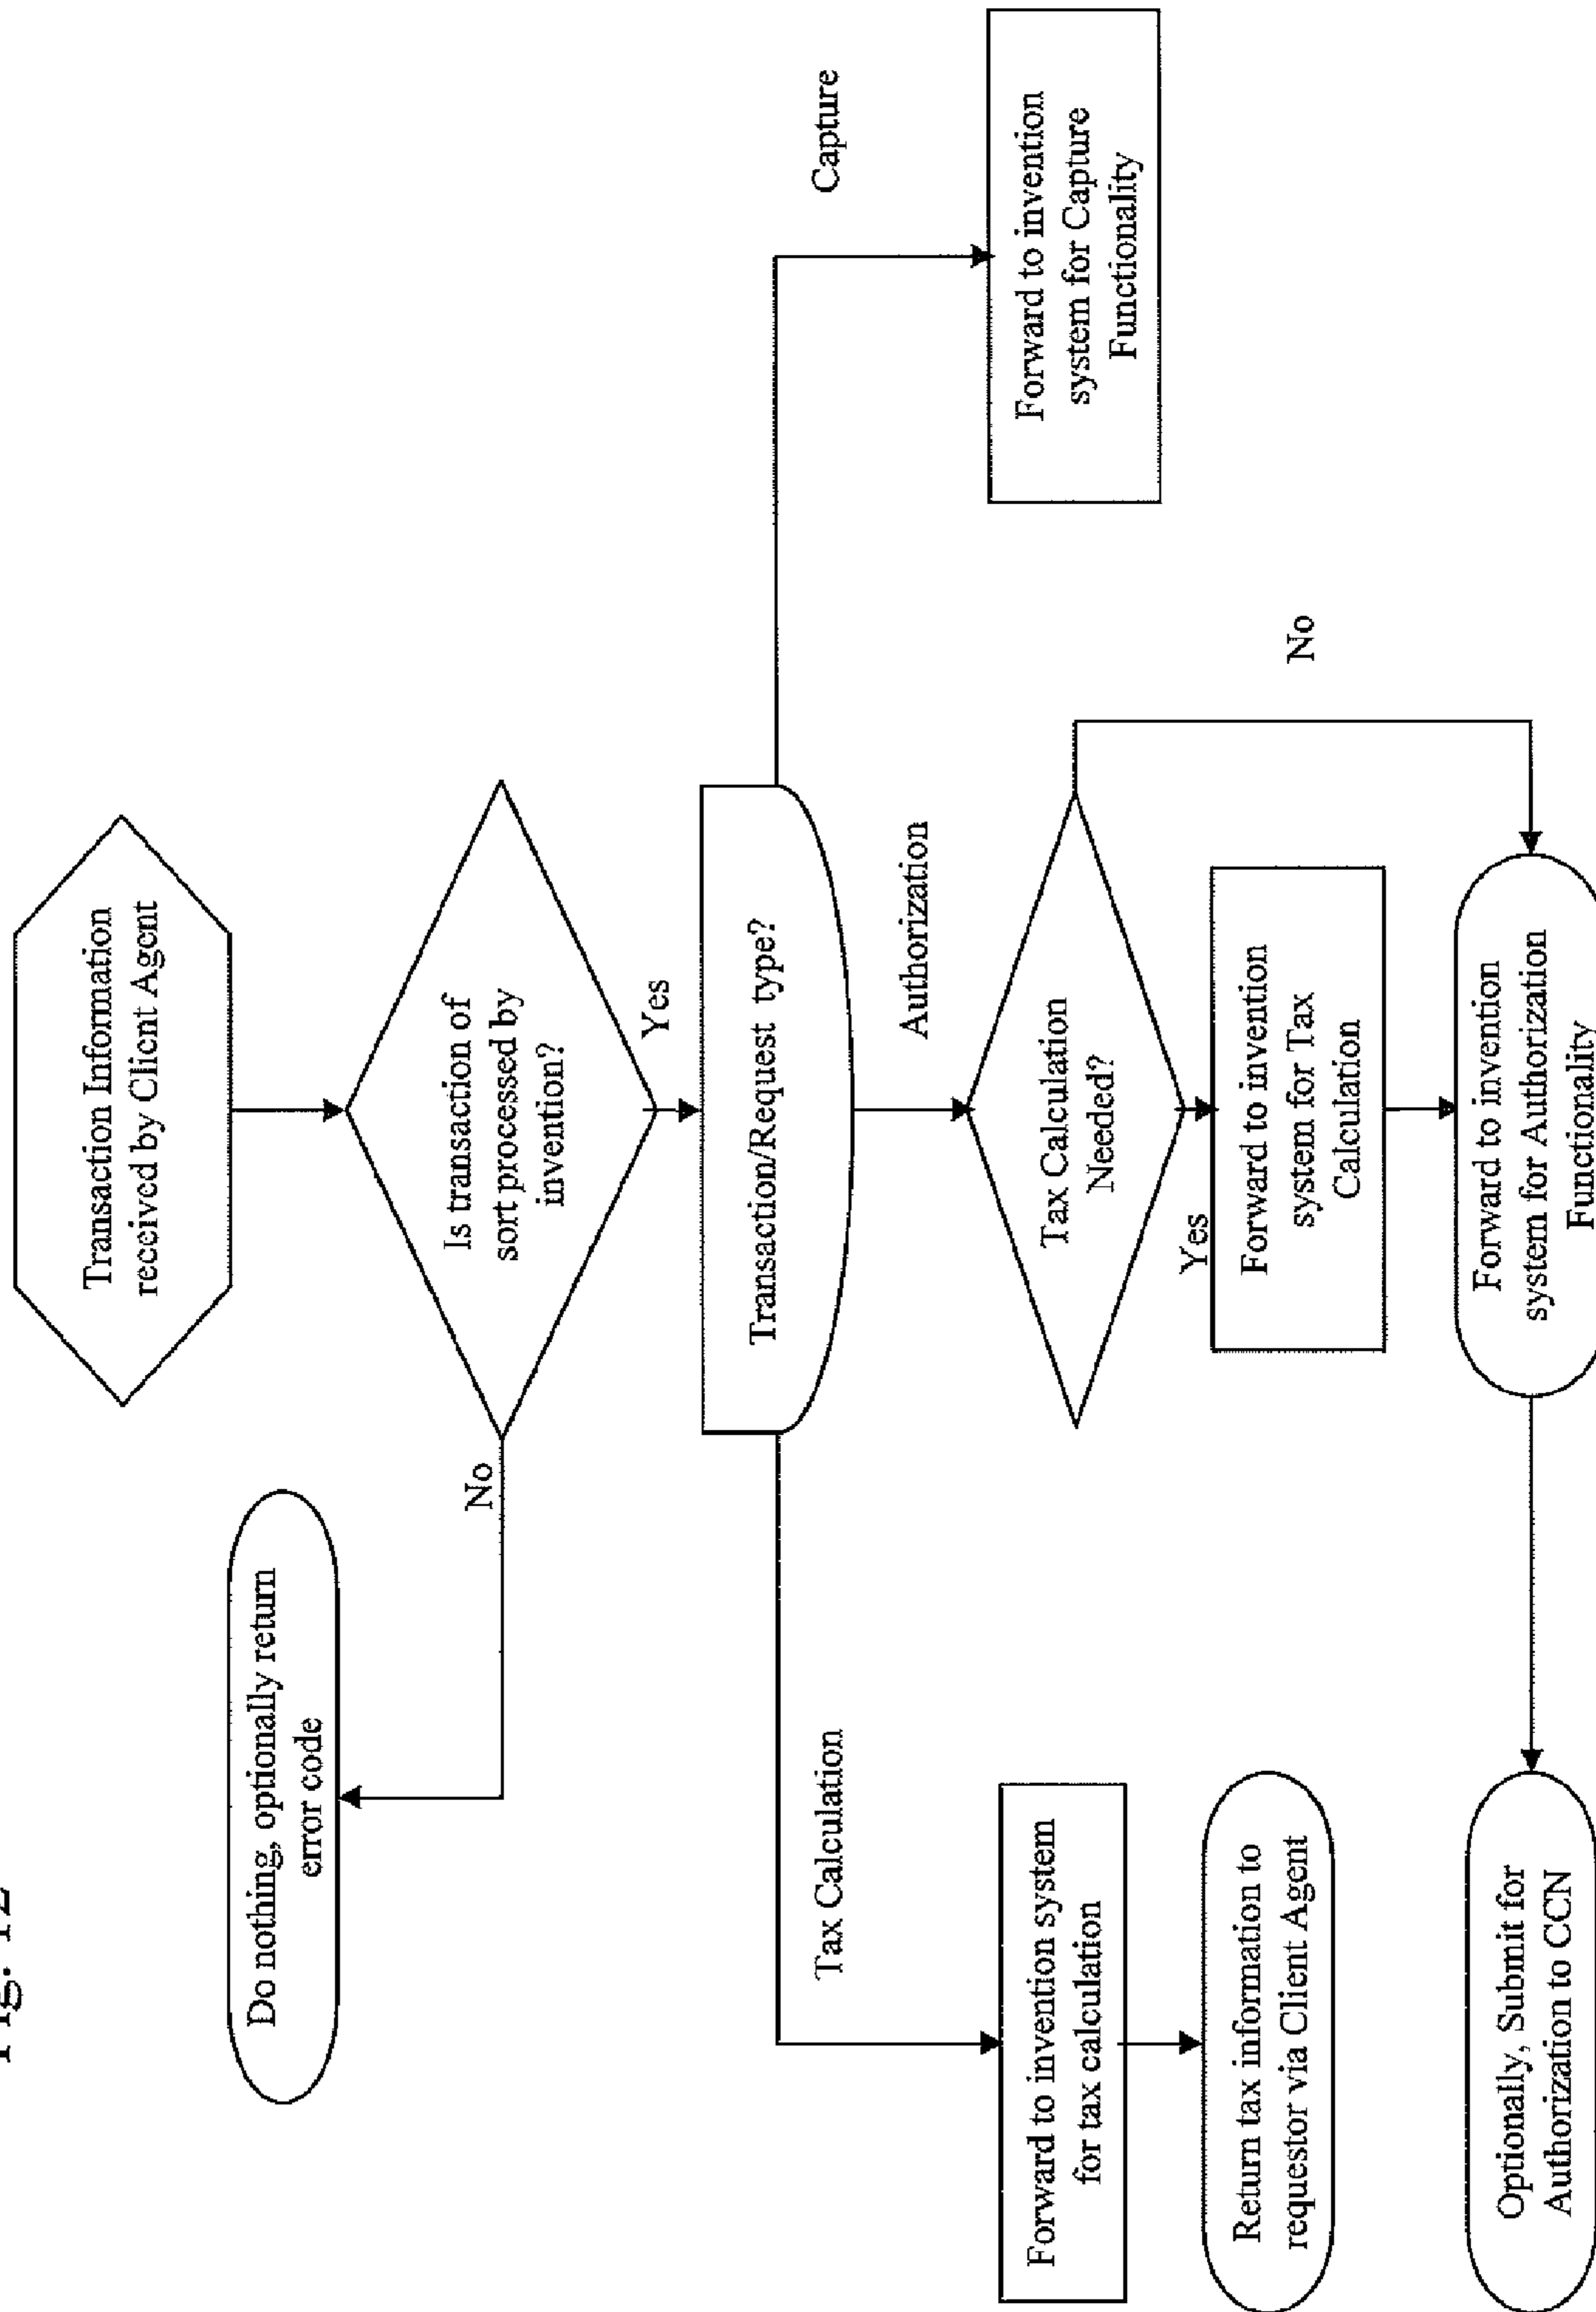 Fig. 12
Transaction Information
received by Client Agent
Do nothing, optionally return
error code
No
Is transaction of
sort processed by
invention?
Yes
Transaction/Request type?
Tax Calculation
Authorization
Capture
Forward to invention system
for tax calculation
Return tax information to
requestor via Client Agent
Tax Calculation
Needed?
Yes
No
Forward to invention
system for Tax
Calculation
Forward to invention
system for Capture
Functionality
Forward to invention
system for Authorization
Functionality
Optionally, Submit for
Authorization to CCN